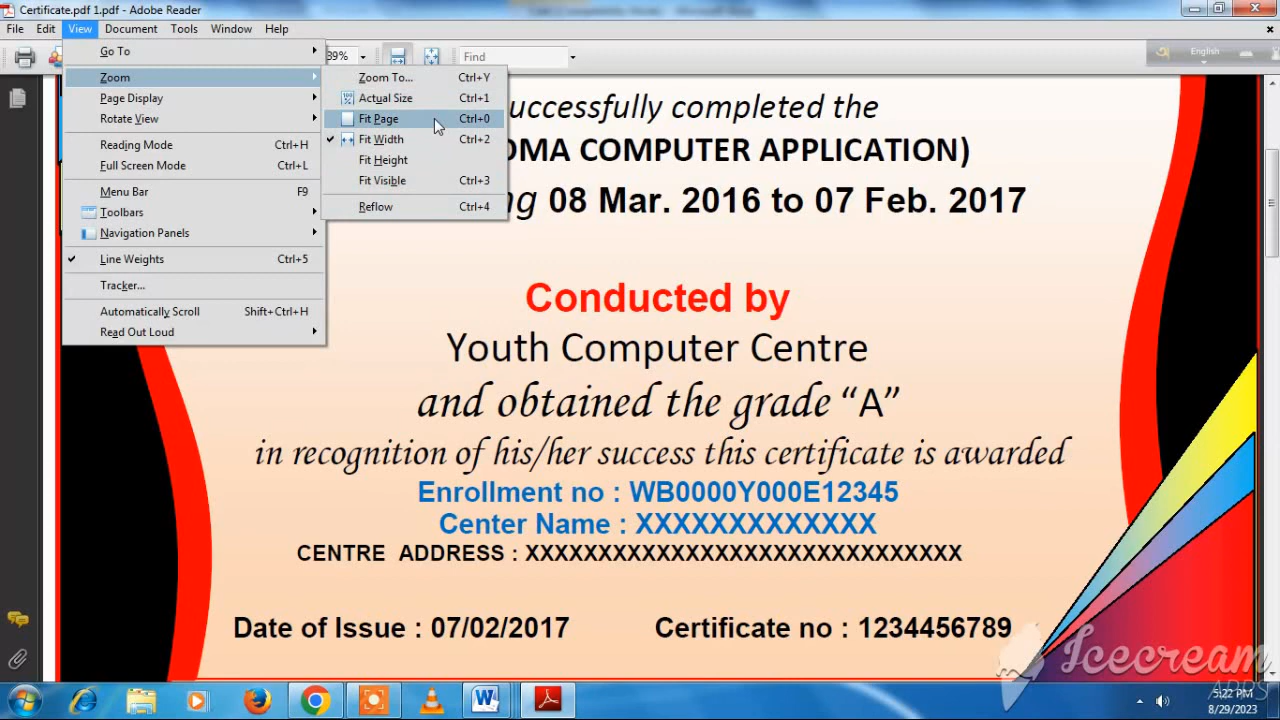 Certificate.pdf 1.pdf - Adobe Reader
File Edit View Document Tools Window Help
89% Find
English
Go To
Zoom
Page Display
Rotate View
Reading Mode Ctrl+H
Full Screen Mode Ctrl+L
Menu Bar F9
Toolbars
Navigation Panels
Line Weights Ctrl+5
Tracker...
Automatically Scroll Shift+Ctrl+H
Read Out Loud
Zoom To... Ctrl+Y
Actual Size Ctrl+1
Fit Page Ctrl+0
Fit Width Ctrl+2
Fit Height
Fit Visible Ctrl+3
Reflow Ctrl+4
uccessfully completed the
OMA COMPUTER APPLICATION)
ng 08 Mar. 2016 to 07 Feb. 2017
Conducted by
Youth Computer Centre
and obtained the grade “A”
in recognition of his/her success this certificate is awarded
Enrollment no : WB0000Y000E12345
Center Name : XXXXXXXXXXXXX
CENTRE ADDRESS : XXXXXXXXXXXXXXXXXXXXXXXXXXXXXX
Date of Issue : 07/02/2017 Certificate no : 1234456789
Icecream
APPS
5:22 PM
8/29/2023